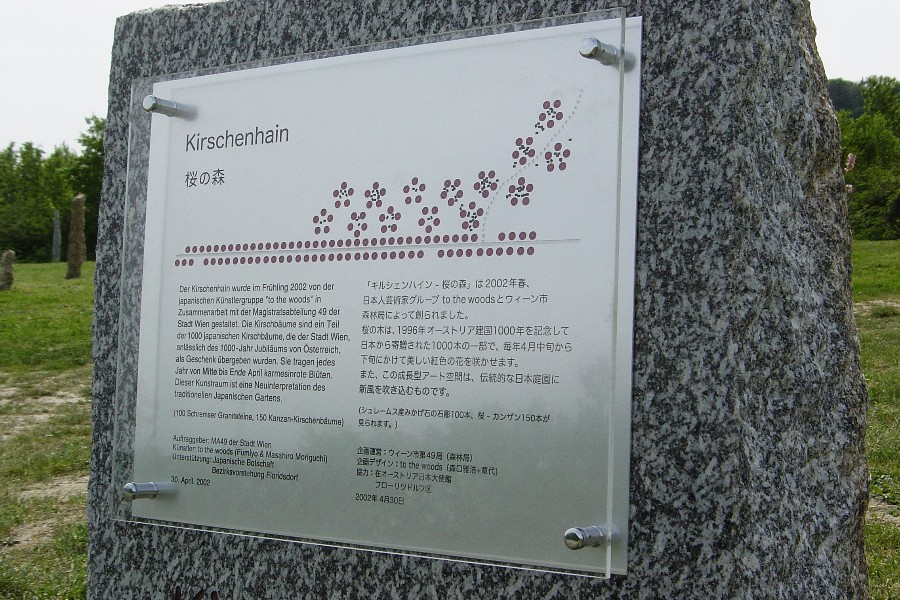 Kirschenhain
桜の森
Der Kirschenhain wurde im Frühling 2002 von der
japanischen Künstlergruppe "to the woods" in
Zusammenarbeit mit der Magistratsabteilung 49 der
Stadt Wien gestaltet. Die Kirschbäume sind ein Teil
der 1000 japanischen Kirschbäume, die der Stadt Wien,
anlässlich des 1000-Jahr Jubiläums von Österreich,
als Geschenk übergeben wurden. Sie tragen jedes
Jahr von Mitte bis Ende April karmesinrote Blüten.
Dieser Kunstraum ist eine Neuinterpretation des
traditionellen Japanischen Gartens.
(100 Schremser Granitsteine, 150 Kanzan-Kirschenbäume)
Auftraggeber: MA49 der Stadt Wien
Künstler: to the woods (Fumiyo & Masahiro Moriguchi)
Unterstützung: Japanische Botschaft
Bezirksvorstehung Floridsdorf
30. April. 2002
「キルシェンハイン - 桜の森」は2002年春、
日本人芸術家グループ to the woodsとウィーン市
森林局によって創られました。
桜の木は、1996年オーストリア建国1000年を記念して
日本から寄贈された1000本の一部で、毎年4月中旬から
下旬にかけて美しい紅色の花を咲かせます。
また、この成長型アート空間は、伝統的な日本庭園に
新風を吹き込むものです。
(シュレームス産みかげ石の石彫100本、桜 - カンザン150本が
見られます。)
企画運営：ウィーン市第49局（森林局）
企画デザイン：to the woods（森口雅浩+章代）
協力：在オーストリア日本大使館
フローリツドルフ区
2002年 4月30日